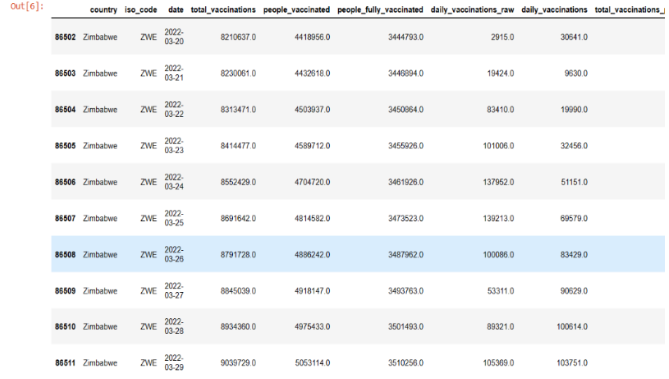 Out[6]:
country iso_code date total_vaccinations people_vaccinated people_fully_vaccinated daily_vaccinations_raw daily_vaccinations total_vaccinations_
86502 Zimbabwe ZWE 2022-03-20 8210637.0 4418956.0 3444793.0 2915.0 30641.0
86503 Zimbabwe ZWE 2022-03-21 8230061.0 4432618.0 3446894.0 19424.0 9630.0
86504 Zimbabwe ZWE 2022-03-22 8313471.0 4503937.0 3450864.0 83410.0 19990.0
86505 Zimbabwe ZWE 2022-03-23 8414477.0 4589712.0 3455926.0 101006.0 32456.0
86506 Zimbabwe ZWE 2022-03-24 8552429.0 4704720.0 3461926.0 137952.0 51151.0
86507 Zimbabwe ZWE 2022-03-25 8691642.0 4814582.0 3473523.0 139213.0 69579.0
86508 Zimbabwe ZWE 2022-03-26 8791728.0 4886242.0 3487962.0 100086.0 83429.0
86509 Zimbabwe ZWE 2022-03-27 8845039.0 4918147.0 3493763.0 53311.0 90629.0
86510 Zimbabwe ZWE 2022-03-28 8934360.0 4975433.0 3501493.0 89321.0 100614.0
86511 Zimbabwe ZWE 2022-03-29 9039729.0 5053114.0 3510256.0 105369.0 103751.0